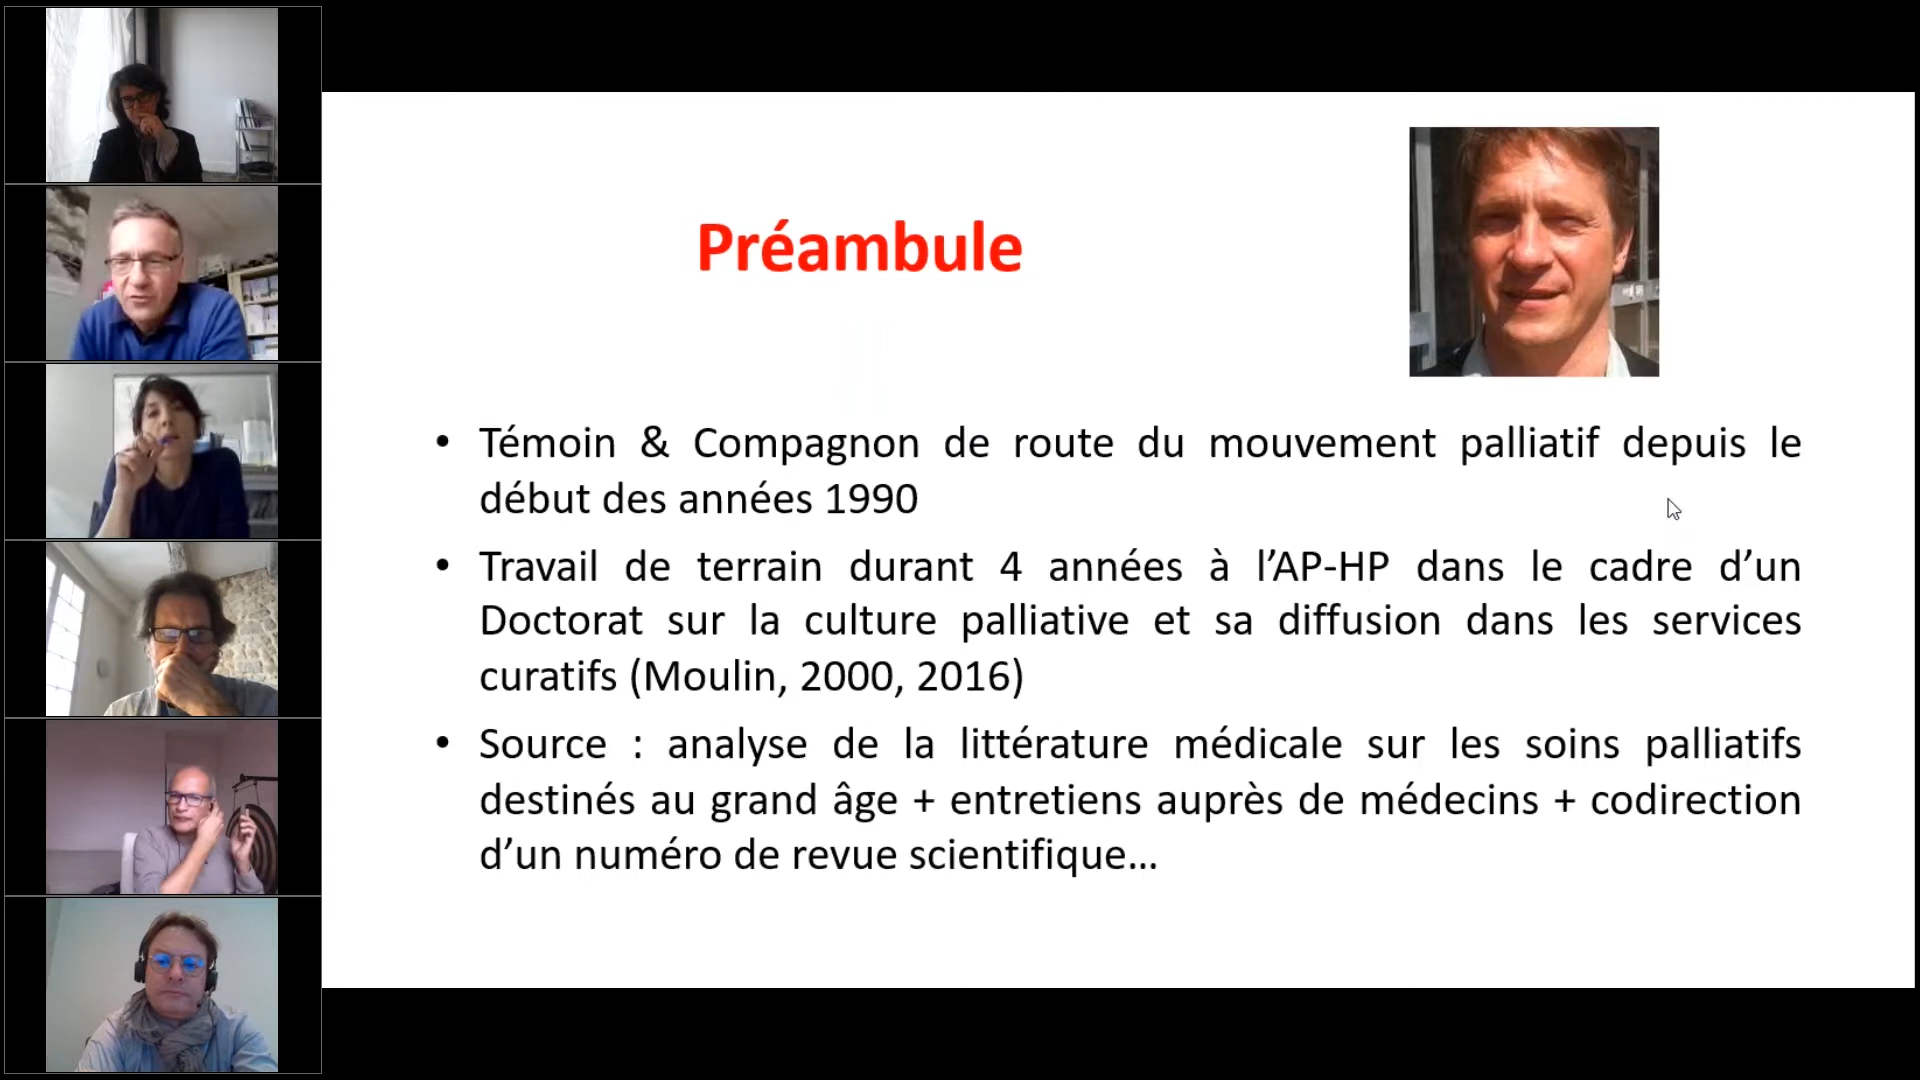 Préambule
• Témoin & Compagnon de route du mouvement palliatif depuis le
début des années 1990
• Travail de terrain durant 4 années à l’AP-HP dans le cadre d’un
Doctorat sur la culture palliative et sa diffusion dans les services
curatifs (Moulin, 2000, 2016)
• Source : analyse de la littérature médicale sur les soins palliatifs
destinés au grand âge + entretiens auprès de médecins + codirection
d’un numéro de revue scientifique…